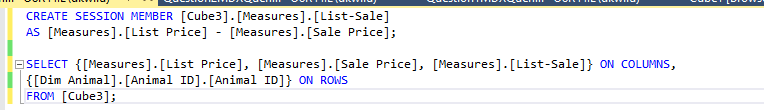 CREATE SESSION MEMBER [Cube3].[Measures].[List-Sale]
AS [Measures].[List Price] - [Measures].[Sale Price];
SELECT {[Measures].[List Price], [Measures].[Sale Price], [Measures].[List-Sale]} ON COLUMNS,
{[Dim Animal].[Animal ID].[Animal ID]} ON ROWS
FROM [Cube3];